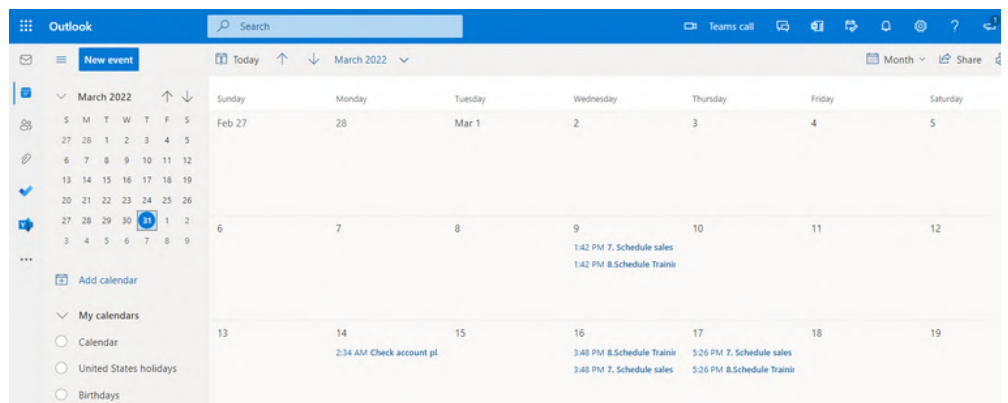 Outlook
Search
Teams call
New event
Today
March 2022
Month
Share
March 2022
S M T W T F S
27 28 1 2 3 4 5
6 7 8 9 10 11 12
13 14 15 16 17 18 19
20 21 22 23 24 25 26
27 28 29 30 31 1 2
3 4 5 6 7 8 9
Add calendar
My calendars
Calendar
United States holidays
Birthdays
Sunday Monday Tuesday Wednesday Thursday Friday Saturday
Feb 27 28 Mar 1 2 3 4 5
6 7 8 9 10 11 12
1:42 PM 7. Schedule sales
1:42 PM 8.Schedule Trainin
13 14 15 16 17 18 19
2:34 AM Check account pl 3:48 PM 8.Schedule Trainin 5:26 PM 7. Schedule sales
3:48 PM 7. Schedule sales 5:26 PM 8.Schedule Trainin